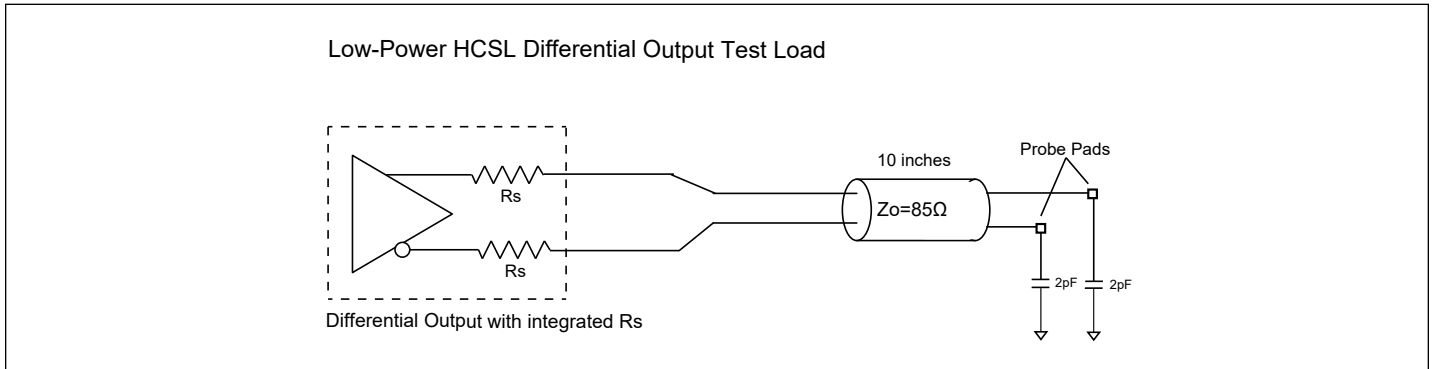 Low-Power HCSL Differential Output Test Load
10 inches
Probe Pads
Rs
Zo=85Ω
Rs
2pF
2pF
Differential Output with integrated Rs